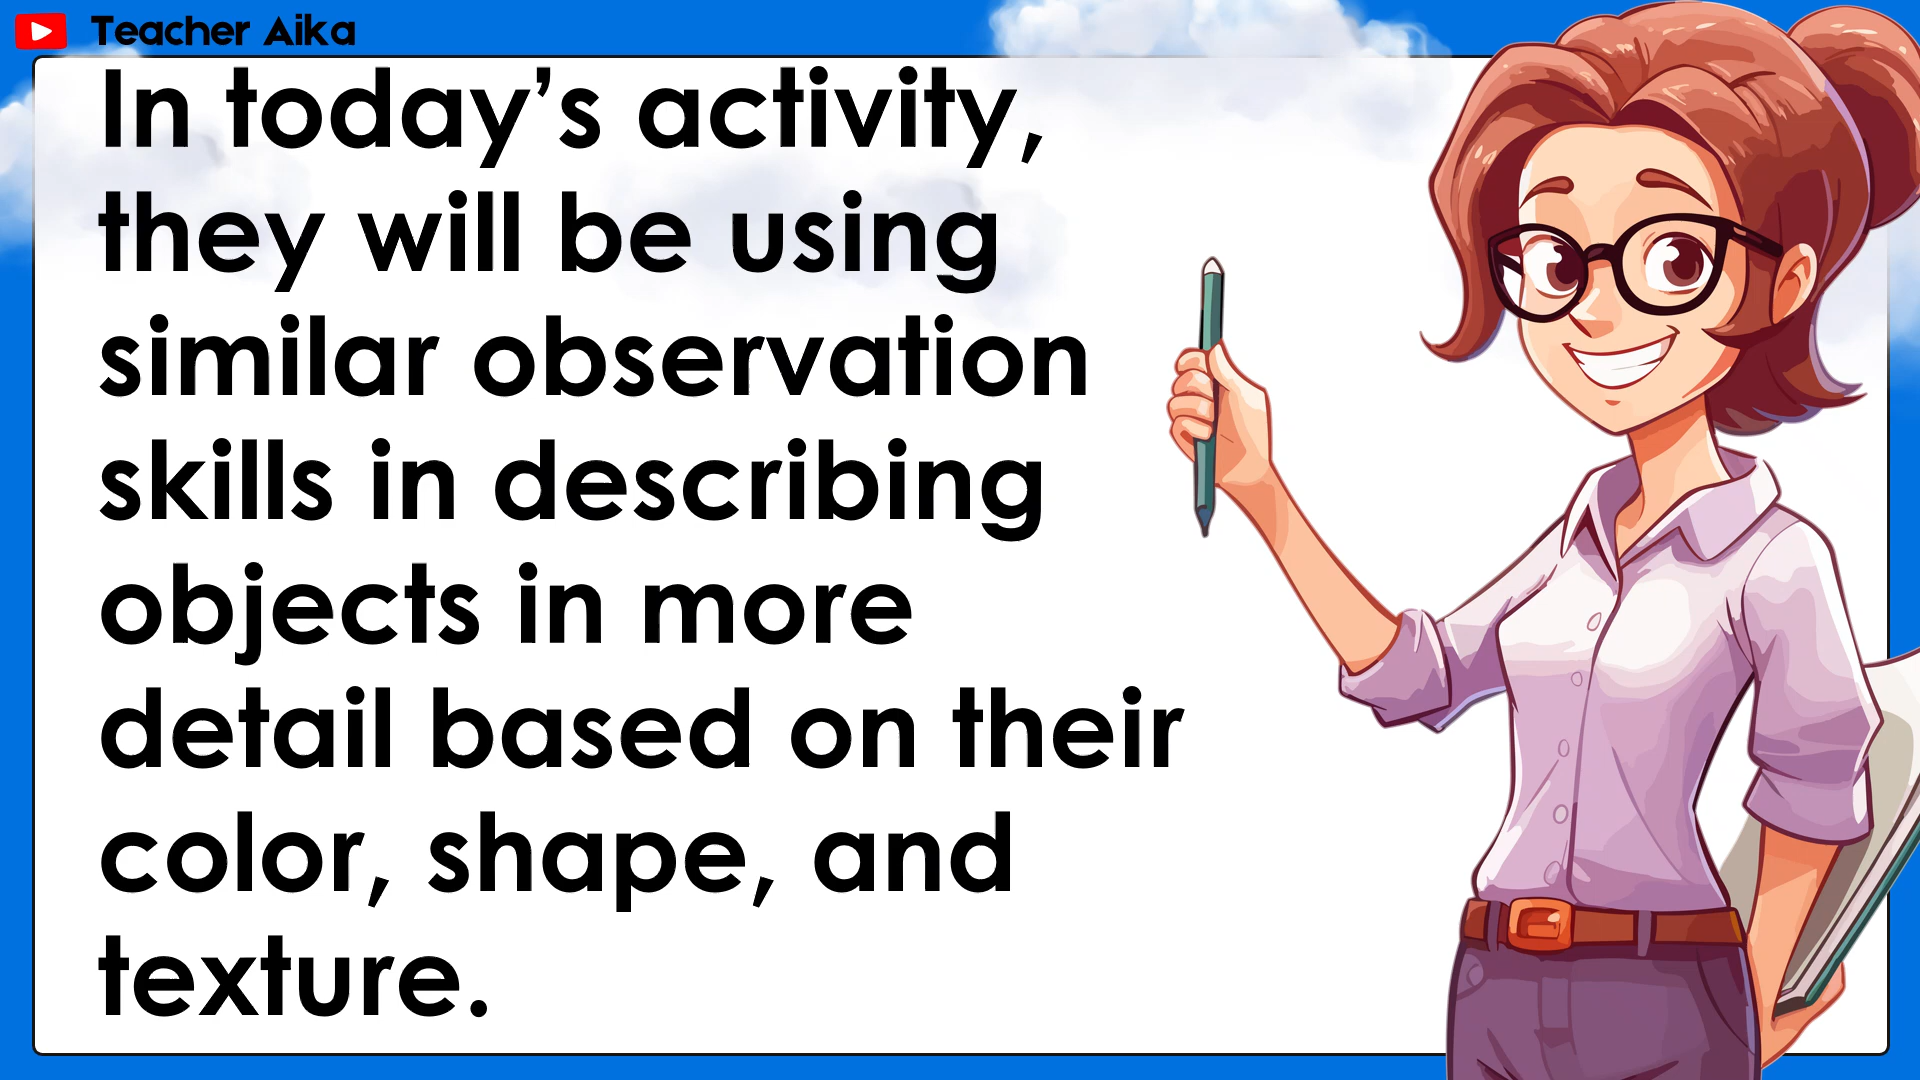 Teacher Aika
In today’s activity,
they will be using
similar observation
skills in describing
objects in more
detail based on their
color, shape, and
texture.